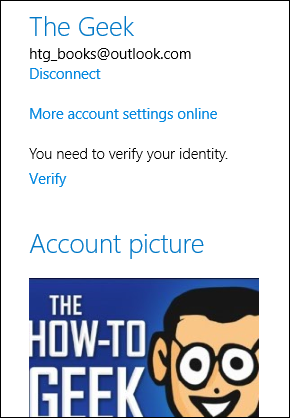 The Geek
htg_books@outlook.com
Disconnect
More account settings online
You need to verify your identity.
Verify
Account picture
THE
HOW-TO
GEEK